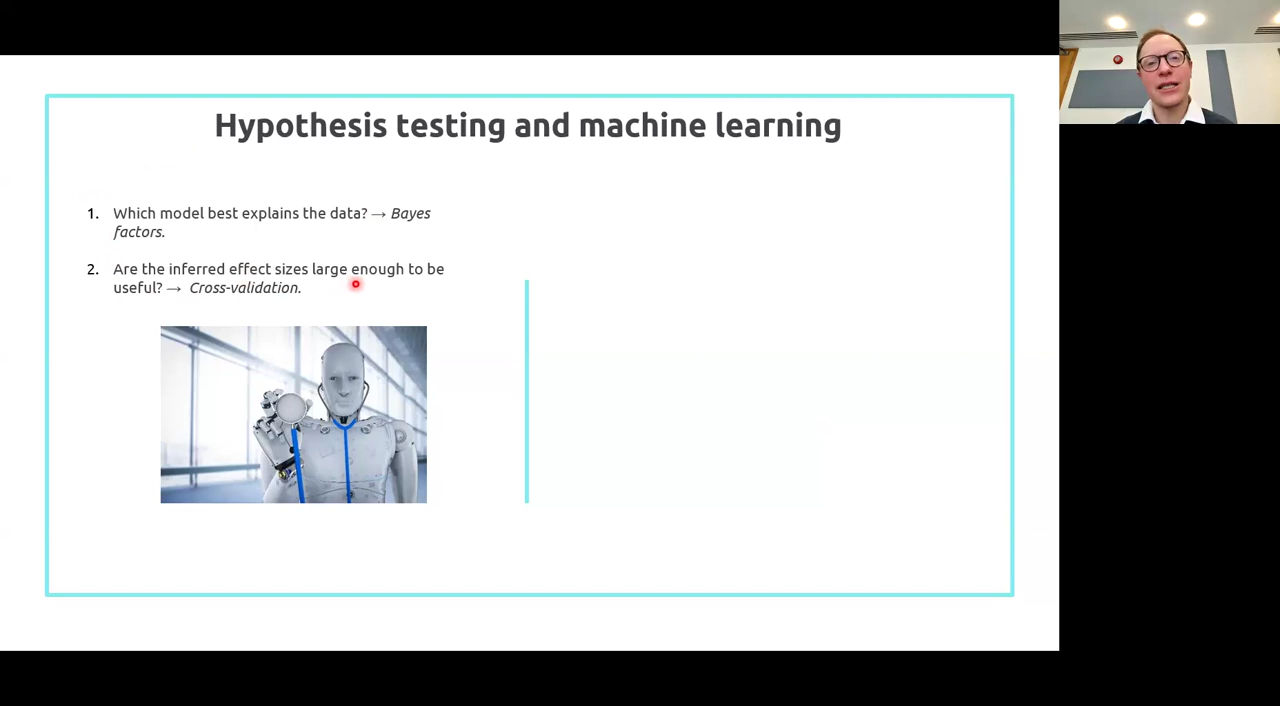 Hypothesis testing and machine learning
1. Which model best explains the data? → Bayes
factors.
2. Are the inferred effect sizes large enough to be
useful? → Cross-validation.